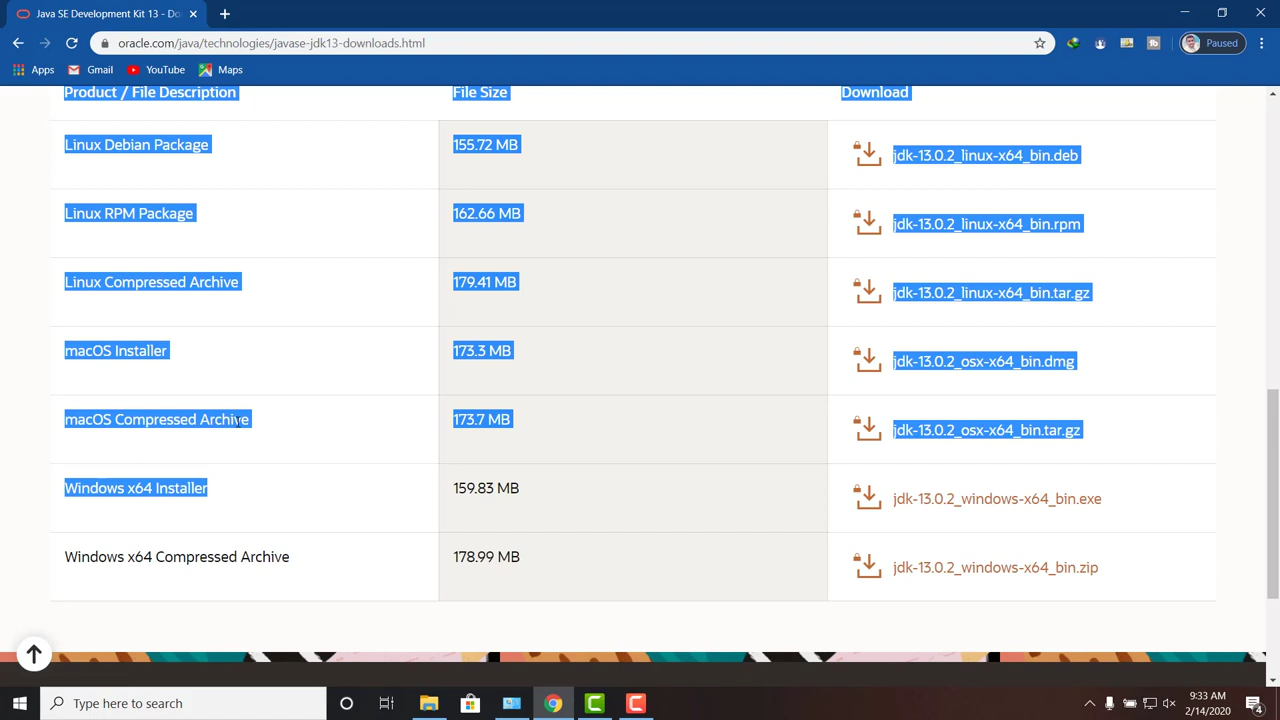 Java SE Development Kit 13 - Do
oracle.com/java/technologies/javase-jdk13-downloads.html
Paused
Apps Gmail YouTube Maps
Product / File Description File Size Download
Linux Debian Package 155.72 MB jdk-13.0.2_linux-x64_bin.deb
Linux RPM Package 162.66 MB jdk-13.0.2_linux-x64_bin.rpm
Linux Compressed Archive 179.41 MB jdk-13.0.2_linux-x64_bin.tar.gz
macOS Installer 173.3 MB jdk-13.0.2_osx-x64_bin.dmg
macOS Compressed Archive 173.7 MB jdk-13.0.2_osx-x64_bin.tar.gz
Windows x64 Installer 159.83 MB jdk-13.0.2_windows-x64_bin.exe
Windows x64 Compressed Archive 178.99 MB jdk-13.0.2_windows-x64_bin.zip
Type here to search
9:33 AM
2/14/2020
4